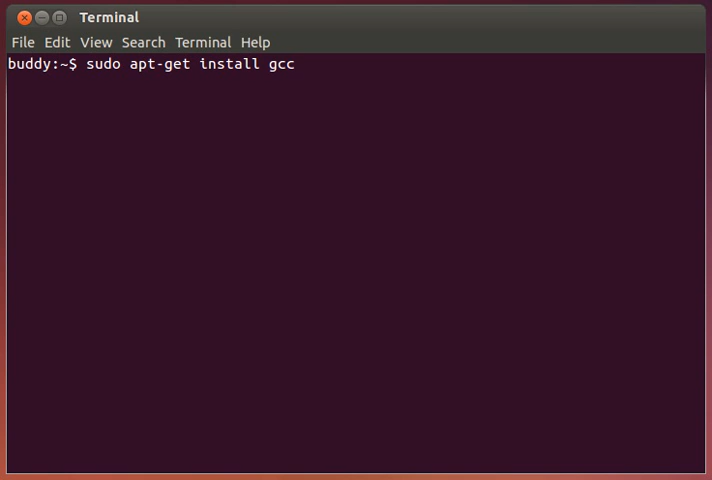 Terminal
File Edit View Search Terminal Help
buddy:~$ sudo apt-get install gcc